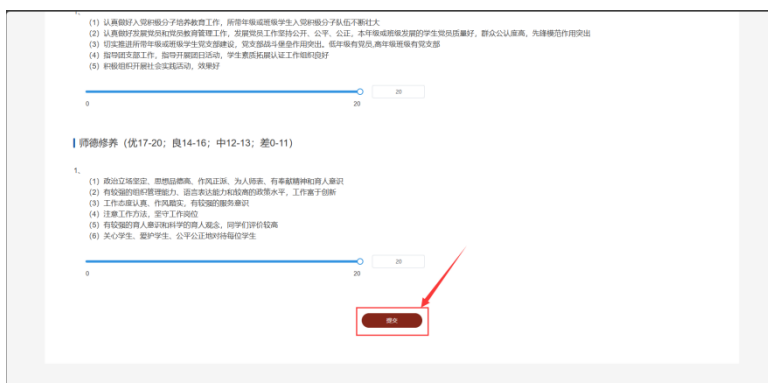 1、
(1) 认真做好入党积极分子培养教育工作，所带年级或班级学生入党积极分子队伍不断壮大
(2) 认真做好发展党员和党员教育管理工作，发展党员工作坚持公开、公平、公正，本年级或班级发展的学生党员质量好，群众公认度高，先锋模范作用突出
(3) 切实推进所带年级或班级学生党支部建设，党支部战斗堡垒作用突出。低年级有党员,高年级班级有党支部
(4) 指导团支部工作，指导开展团日活动，学生素质拓展认证工作组织良好
(5) 积极组织开展社会实践活动，效果好
20
0 20
师德修养（优17-20；良14-16；中12-13；差0-11）
1、
(1) 政治立场坚定、思想品德高、作风正派、为人师表、有奉献精神和育人意识
(2) 有较强的组织管理能力、语言表达能力和较高的政策水平，工作富于创新
(3) 工作态度认真、作风踏实，有较强的服务意识
(4) 注意工作方法，坚守工作岗位
(5) 有较强的育人意识和科学的育人观念，同学们评价较高
(6) 关心学生、爱护学生、公平公正地对待每位学生
20
0 20
提交